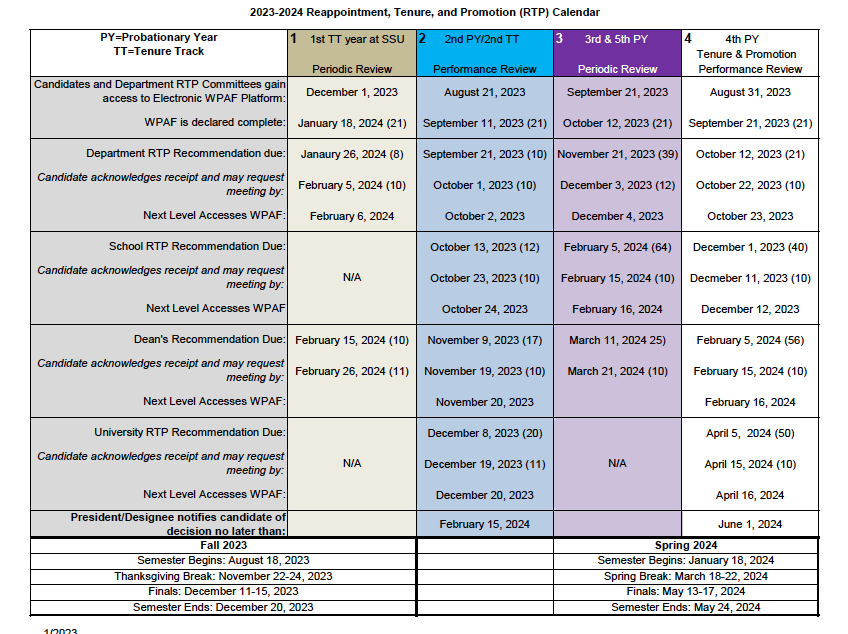 2023-2024 Reappointment, Tenure, and Promotion (RTP) Calendar
PY=Probationary Year
TT=Tenure Track
1 1st TT year at SSU
Periodic Review
2 2nd PY/2nd TT
Performance Review
3 3rd & 5th PY
Periodic Review
4 4th PY
Tenure & Promotion
Performance Review
Candidates and Department RTP Committees gain
access to Electronic WPAF Platform:
December 1, 2023
August 21, 2023
September 21, 2023
August 31, 2023
WPAF is declared complete:
January 18, 2024 (21)
September 11, 2023 (21)
October 12, 2023 (21)
September 21, 2023 (21)
Department RTP Recommendation due:
Janaury 26, 2024 (8)
September 21, 2023 (10)
November 21, 2023 (39)
October 12, 2023 (21)
Candidate acknowledges receipt and may request
meeting by:
February 5, 2024 (10)
October 1, 2023 (10)
December 3, 2023 (12)
October 22, 2023 (10)
Next Level Accesses WPAF:
February 6, 2024
October 2, 2023
December 4, 2023
October 23, 2023
School RTP Recommendation Due:
October 13, 2023 (12)
February 5, 2024 (64)
December 1, 2023 (40)
Candidate acknowledges receipt and may request
meeting by:
N/A
October 23, 2023 (10)
February 15, 2024 (10)
Decmeber 11, 2023 (10)
Next Level Accesses WPAF
October 24, 2023
February 16, 2024
December 12, 2023
Dean's Recommendation Due:
February 15, 2024 (10)
November 9, 2023 (17)
March 11, 2024 25)
February 5, 2024 (56)
Candidate acknowledges receipt and may request
meeting by:
February 26, 2024 (11)
November 19, 2023 (10)
March 21, 2024 (10)
February 15, 2024 (10)
Next Level Accesses WPAF:
November 20, 2023
February 16, 2024
University RTP Recommendation Due:
December 8, 2023 (20)
April 5, 2024 (50)
Candidate acknowledges receipt and may request
meeting by:
N/A
December 19, 2023 (11)
N/A
April 15, 2024 (10)
Next Level Accesses WPAF:
December 20, 2023
April 16, 2024
President/Designee notifies candidate of
decision no later than:
February 15, 2024
June 1, 2024
Fall 2023
Spring 2024
Semester Begins: August 18, 2023
Semester Begins: January 18, 2024
Thanksgiving Break: November 22-24, 2023
Spring Break: March 18-22, 2024
Finals: December 11-15, 2023
Finals: May 13-17, 2024
Semester Ends: December 20, 2023
Semester Ends: May 24, 2024
1/2023